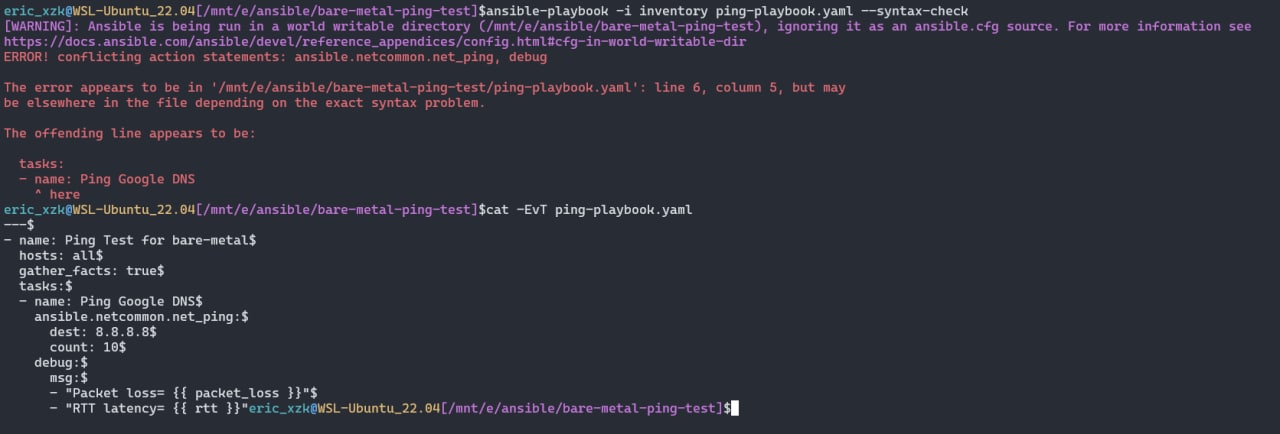 eric_xzk@WSL-Ubuntu_22.04[/mnt/e/ansible/bare-metal-ping-test]$ansible-playbook -i inventory ping-playbook.yaml --syntax-check
[WARNING]: Ansible is being run in a world writable directory (/mnt/e/ansible/bare-metal-ping-test), ignoring it as an ansible.cfg source. For more information see
https://docs.ansible.com/ansible/devel/reference_appendices/config.html#cfg-in-world-writable-dir
ERROR! conflicting action statements: ansible.netcommon.net_ping, debug

The error appears to be in '/mnt/e/ansible/bare-metal-ping-test/ping-playbook.yaml': line 6, column 5, but may
be elsewhere in the file depending on the exact syntax problem.

The offending line appears to be:

  tasks:
  - name: Ping Google DNS
    ^ here
eric_xzk@WSL-Ubuntu_22.04[/mnt/e/ansible/bare-metal-ping-test]$cat -EvT ping-playbook.yaml
---$
- name: Ping Test for bare-metal$
  hosts: all$
  gather_facts: true$
  tasks:$
  - name: Ping Google DNS$
    ansible.netcommon.net_ping:$
      dest: 8.8.8.8$
      count: 10$
    debug:$
      msg:$
      - "Packet loss= {{ packet_loss }}"$
      - "RTT latency= {{ rtt }}"eric_xzk@WSL-Ubuntu_22.04[/mnt/e/ansible/bare-metal-ping-test]$